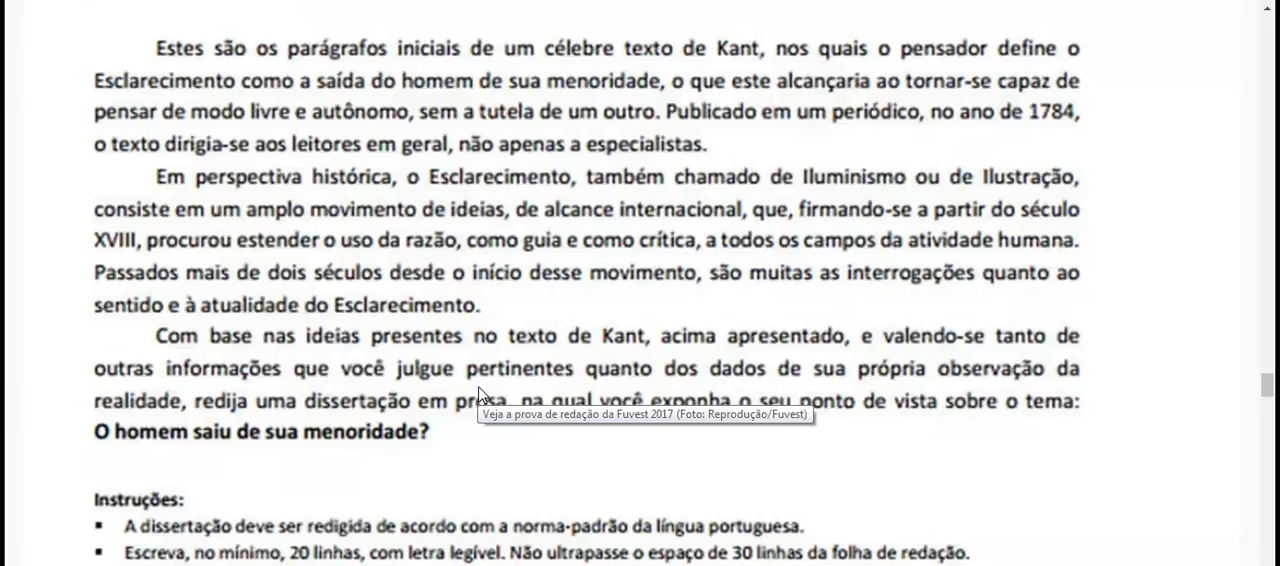 Estes são os parágrafos iniciais de um célebre texto de Kant, nos quais o pensador define o
Esclarecimento como a saída do homem de sua menoridade, o que este alcançaria ao tornar-se capaz de
pensar de modo livre e autônomo, sem a tutela de um outro. Publicado em um periódico, no ano de 1784,
o texto dirigia-se aos leitores em geral, não apenas a especialistas.
Em perspectiva histórica, o Esclarecimento, também chamado de Iluminismo ou de Ilustração,
consiste em um amplo movimento de ideias, de alcance internacional, que, firmando-se a partir do século
XVIII, procurou estender o uso da razão, como guia e como crítica, a todos os campos da atividade humana.
Passados mais de dois séculos desde o início desse movimento, são muitas as interrogações quanto ao
sentido e à atualidade do Esclarecimento.
Com base nas ideias presentes no texto de Kant, acima apresentado, e valendo-se tanto de
outras informações que você julgue pertinentes quanto dos dados de sua própria observação da
realidade, redija uma dissertação em prosa, na qual você exponha o seu ponto de vista sobre o tema:
Veja a prova de redação da Fuvest 2017 (Foto: Reprodução/Fuvest)
O homem saiu de sua menoridade?
Instruções:
▪ A dissertação deve ser redigida de acordo com a norma-padrão da língua portuguesa.
▪ Escreva, no mínimo, 20 linhas, com letra legível. Não ultrapasse o espaço de 30 linhas da folha de redação.